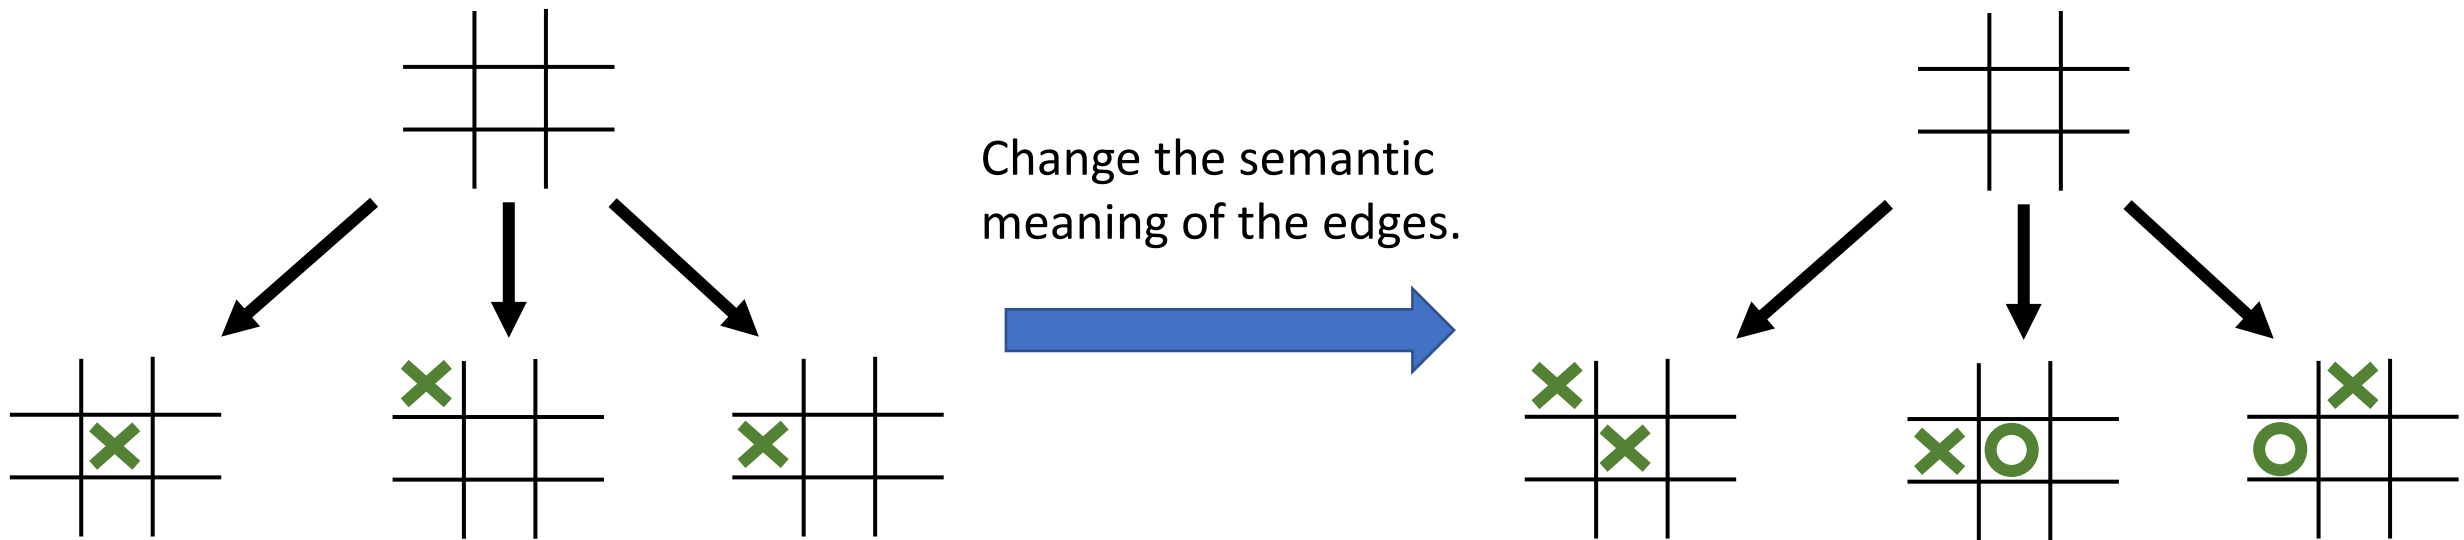 Change the semantic
meaning of the edges.